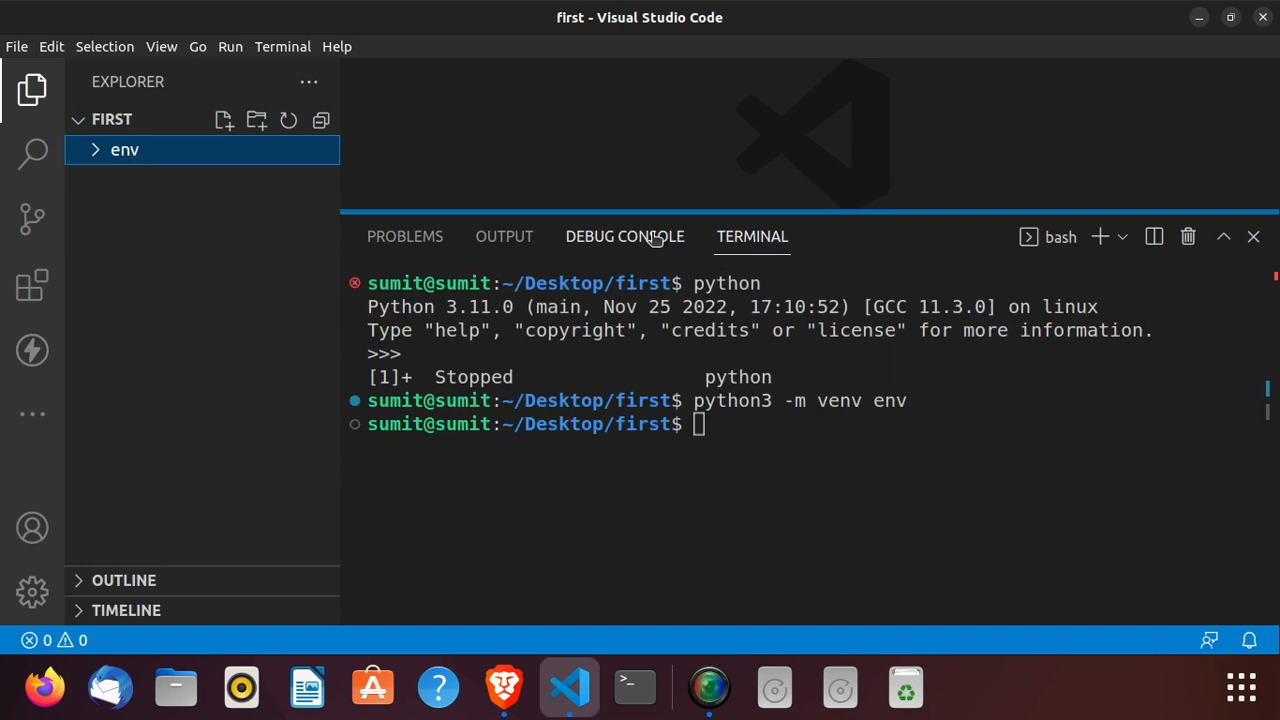 first - Visual Studio Code
File Edit Selection View Go Run Terminal Help
EXPLORER
FIRST
env
OUTLINE
TIMELINE
PROBLEMS OUTPUT DEBUG CONSOLE TERMINAL
bash
sumit@sumit:~/Desktop/first$ python
Python 3.11.0 (main, Nov 25 2022, 17:10:52) [GCC 11.3.0] on linux
Type "help", "copyright", "credits" or "license" for more information.
>>>
[1]+ Stopped python
sumit@sumit:~/Desktop/first$ python3 -m venv env
sumit@sumit:~/Desktop/first$
0 0